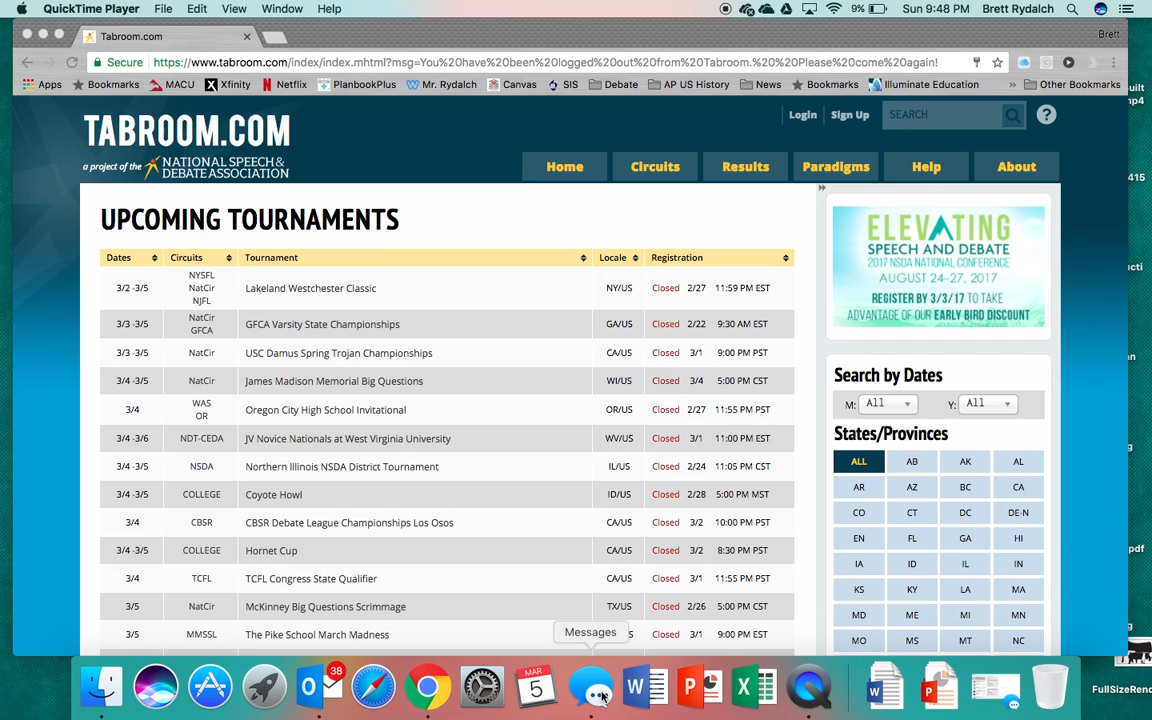 QuickTime Player File Edit View Window Help 9% Sun 9:48 PM Brett Rydalch
Tabroom.com Brett
Secure https://www.tabroom.com/index/index.mhtml?msg=You%20have%20been%20logged%20out%20from%20Tabroom.%20%20Please%20come%20again!
Apps Bookmarks MACU Xfinity Netflix PlanbookPlus Mr. Rydalch Canvas SIS Debate AP US History News Bookmarks Illuminate Education » Other Bookmarks
TABROOM.COM
a project of the NATIONAL SPEECH & DEBATE ASSOCIATION
Login Sign Up SEARCH ?
Home Circuits Results Paradigms Help About
UPCOMING TOURNAMENTS
Dates Circuits Tournament Locale Registration
3/2 -3/5 NYSFL NatCir NJFL Lakeland Westchester Classic NY/US Closed 2/27 11:59 PM EST
3/3 -3/5 NatCir GFCA GFCA Varsity State Championships GA/US Closed 2/22 9:30 AM EST
3/3 -3/5 NatCir USC Damus Spring Trojan Championships CA/US Closed 3/1 9:00 PM PST
3/4 -3/5 NatCir James Madison Memorial Big Questions WI/US Closed 3/4 5:00 PM CST
3/4 WAS OR Oregon City High School Invitational OR/US Closed 2/27 11:55 PM PST
3/4 -3/6 NDT-CEDA JV Novice Nationals at West Virginia University WV/US Closed 3/1 11:00 PM EST
3/4 -3/5 NSDA Northern Illinois NSDA District Tournament IL/US Closed 2/24 11:05 PM CST
3/4 -3/5 COLLEGE Coyote Howl ID/US Closed 2/28 5:00 PM MST
3/4 CBSR CBSR Debate League Championships Los Osos CA/US Closed 3/2 10:00 PM PST
3/4 -3/5 COLLEGE Hornet Cup CA/US Closed 3/2 8:30 PM PST
3/4 TCFL TCFL Congress State Qualifier CA/US Closed 3/1 11:55 PM PST
3/5 NatCir McKinney Big Questions Scrimmage TX/US Closed 2/26 5:00 PM CST
3/5 MMSSL The Pike School March Madness S Closed 3/1 9:00 PM EST
ELEVATING
SPEECH AND DEBATE
2017 NSDA NATIONAL CONFERENCE
AUGUST 24-27, 2017
REGISTER BY 3/3/17 TO TAKE
ADVANTAGE OF OUR EARLY BIRD DISCOUNT
Search by Dates
M: All Y: All
States/Provinces
ALL AB AK AL
AR AZ BC CA
CO CT DC DE-N
EN FL GA HI
IA ID IL IN
KS KY LA MA
MD ME MI MN
MO MS MT NC
Messages
38
MAR
5
uilt
mp4
415
ucti
an
pdf
g
FullSizeRen